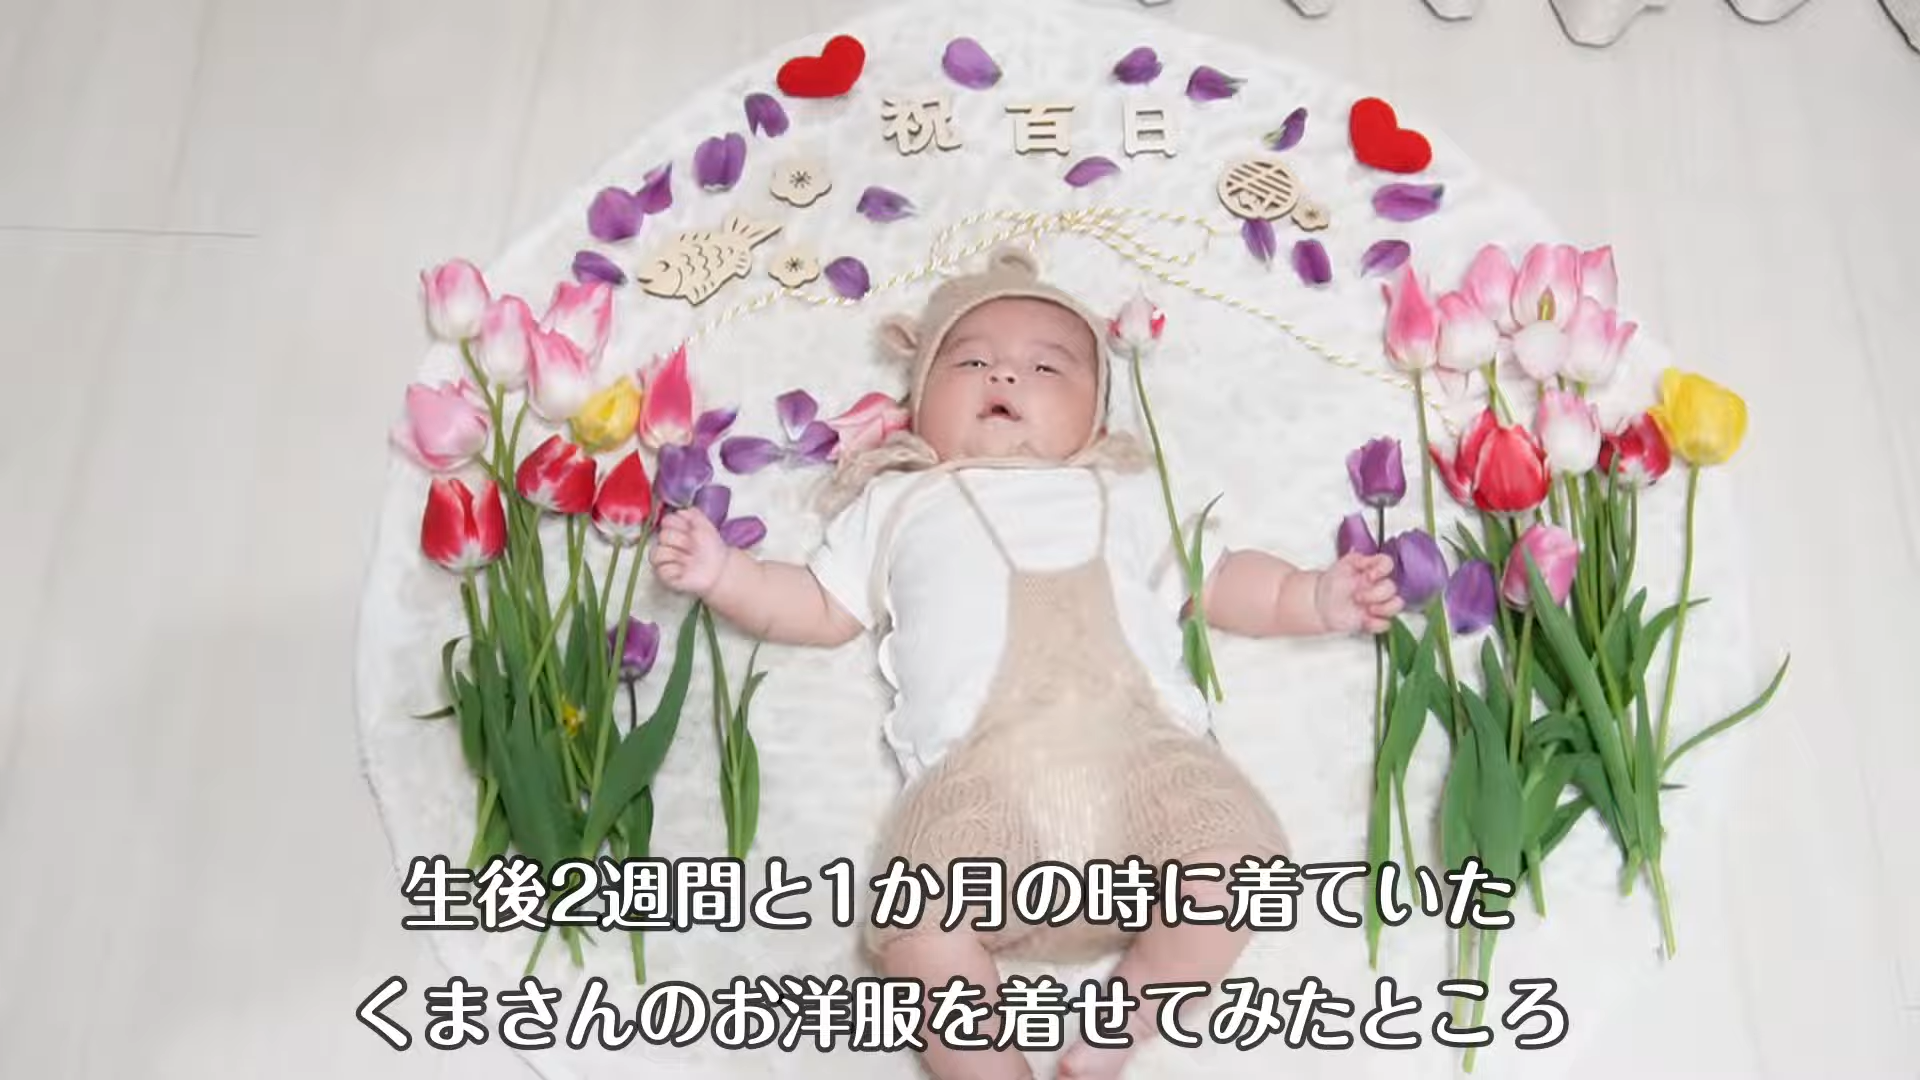 祝百日
生後2週間と1か月の時に着ていた
くまさんのお洋服を着せてみたところ